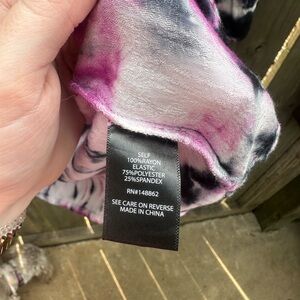 SELF
100%RAYON
ELASTIC
75%POLYESTER
25%SPANDEX
RN#148862
SEE CARE ON REVERSE
MADE IN CHINA